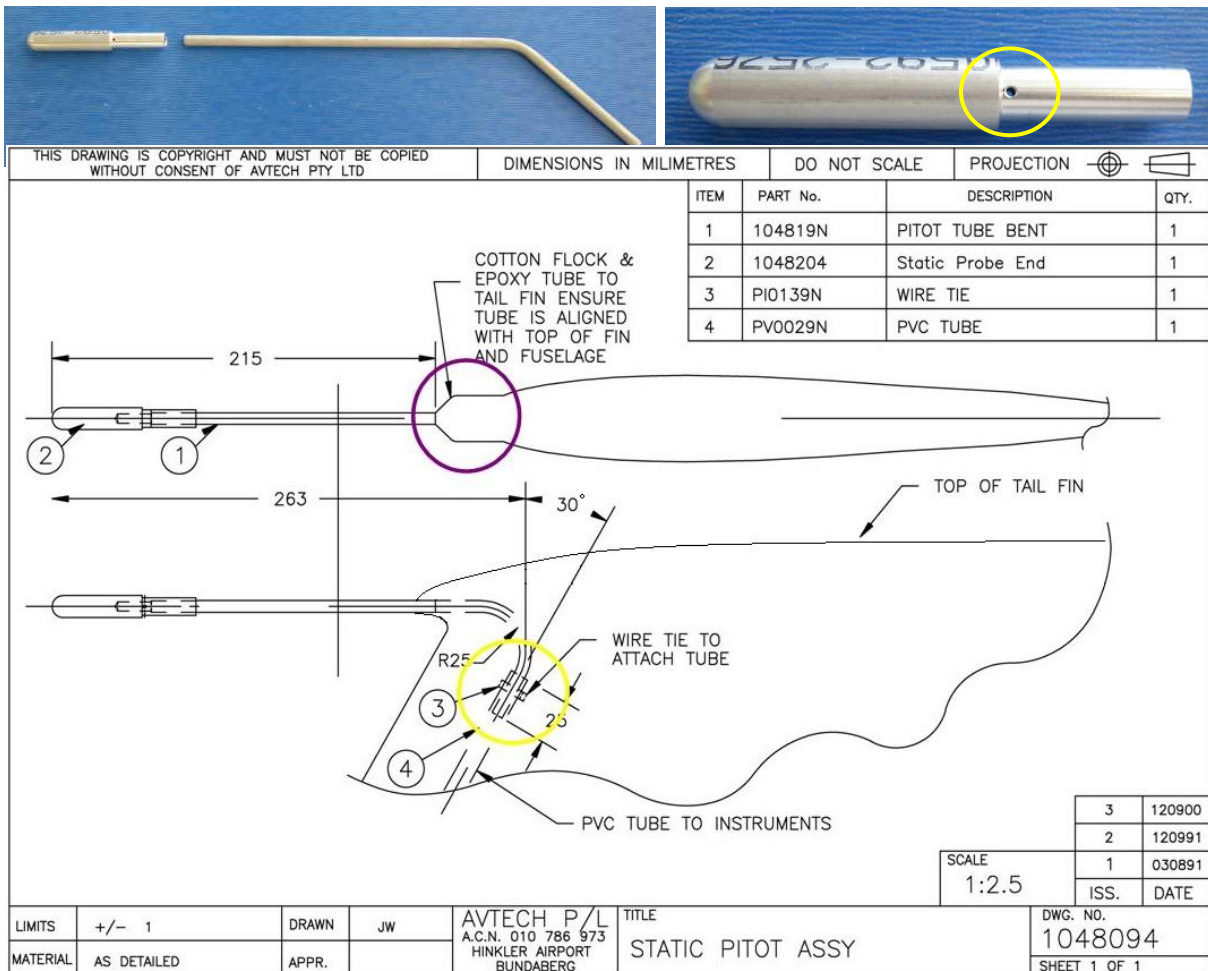 THIS DRAWING IS COPYRIGHT AND MUST NOT BE COPIED
WITHOUT CONSENT OF AVTECH PTY LTD
DIMENSIONS IN MILIMETRES
DO NOT SCALE
PROJECTION
ITEM PART No. DESCRIPTION QTY.
1 104819N PITOT TUBE BENT 1
2 1048204 Static Probe End 1
3 PI0139N WIRE TIE 1
4 PV0029N PVC TUBE 1
COTTON FLOCK &
EPOXY TUBE TO
TAIL FIN ENSURE
TUBE IS ALIGNED
WITH TOP OF FIN
AND FUSELAGE
215
2
1
263
30°
TOP OF TAIL FIN
R25
WIRE TIE TO
ATTACH TUBE
3
25
4
PVC TUBE TO INSTRUMENTS
3 120900
2 120991
1 030891
ISS. DATE
SCALE
1:2.5
LIMITS +/- 1
DRAWN JW
MATERIAL AS DETAILED
APPR.
AVTECH P/L
A.C.N. 010 786 973
HINKLER AIRPORT
BUNDABERG
TITLE
STATIC PITOT ASSY
DWG. NO.
1048094
SHEET 1 OF 1